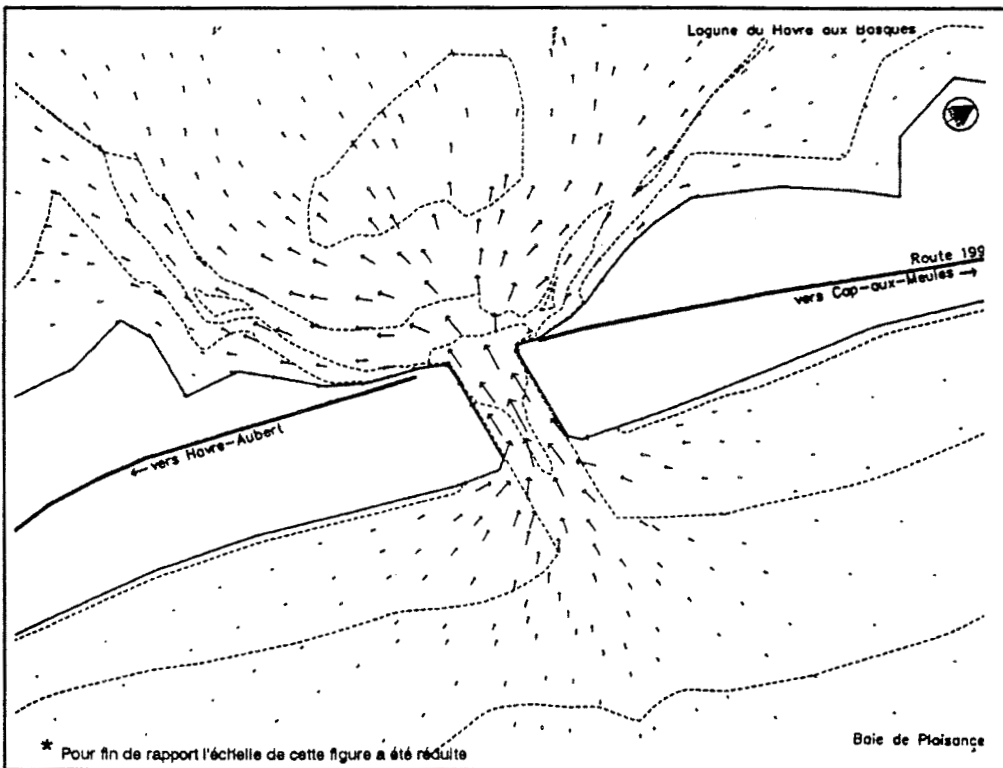 *
Lagune du Havre aux Basques
Route 199
vers Cap-aux-Meules →
← vers Havre-Aubert
* Pour fin de rapport l'échelle de cette figure a été réduite
Baie de Plaisance